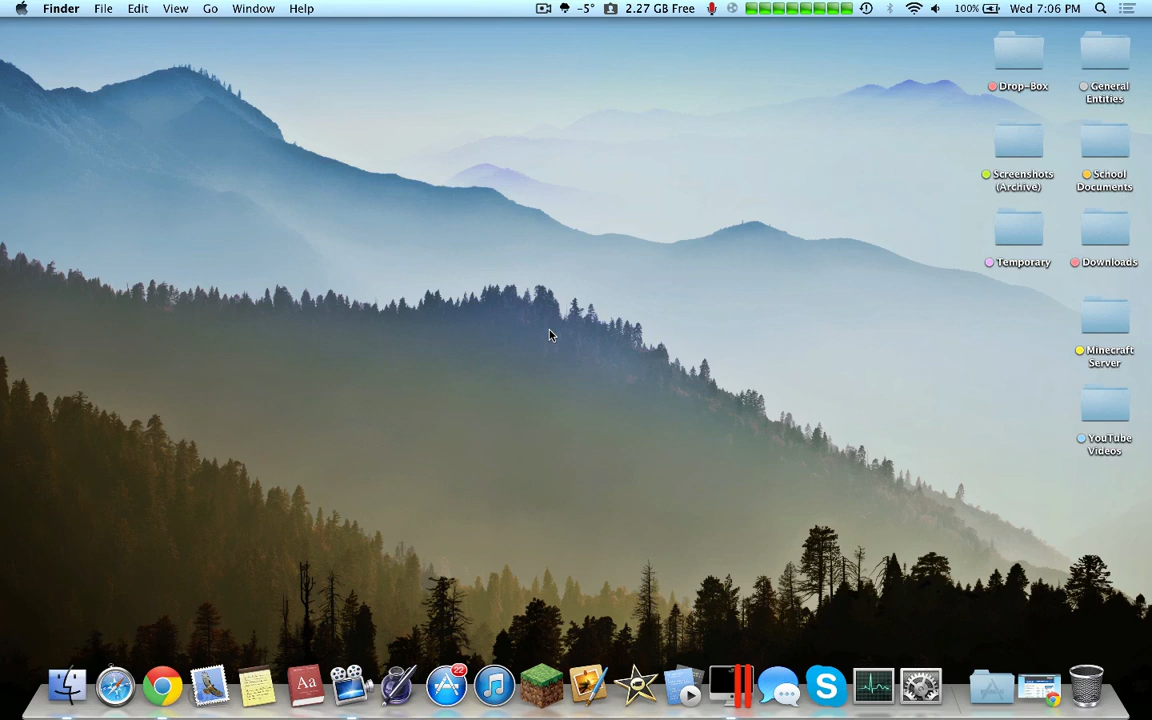 Finder File Edit View Go Window Help -5° 2.27 GB Free 100% Wed 7:06 PM
Drop-Box
General
Entities
Screenshots
(Archive)
School
Documents
Temporary
Downloads
Minecraft
Server
YouTube
Videos
22
Aa
S